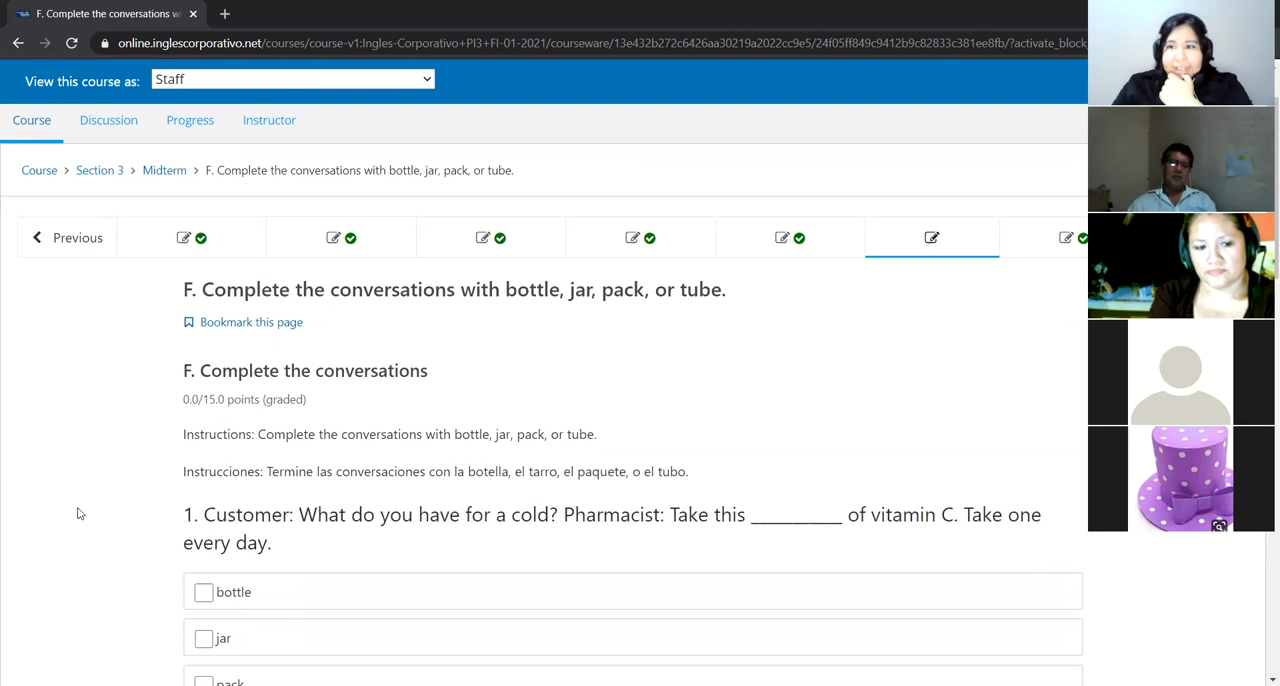 F. Complete the conversations w
online.inglescorporativo.net/courses/course-v1:Ingles-Corporativo+PI3+FI-01-2021/courseware/13e432b272c6426aa30219a2022cc9e5/24f05ff849c9412b9c82833c381ee8fb/?activate_block
View this course as: Staff
Course Discussion Progress Instructor
Course > Section 3 > Midterm > F. Complete the conversations with bottle, jar, pack, or tube.
Previous
F. Complete the conversations with bottle, jar, pack, or tube.
Bookmark this page
F. Complete the conversations
0.0/15.0 points (graded)
Instructions: Complete the conversations with bottle, jar, pack, or tube.
Instrucciones: Termine las conversaciones con la botella, el tarro, el paquete, o el tubo.
1. Customer: What do you have for a cold? Pharmacist: Take this __________ of vitamin C. Take one
every day.
bottle
jar
pack